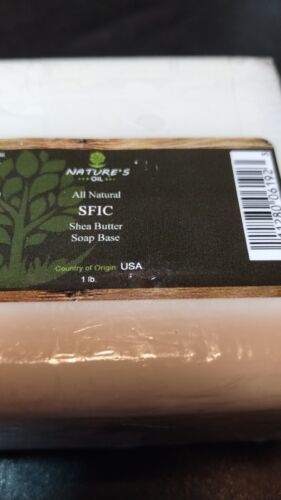 NATURE'S
OIL
All Natural
SFIC
Shea Butter
Soap Base
Country of Origin: USA
1 lb.